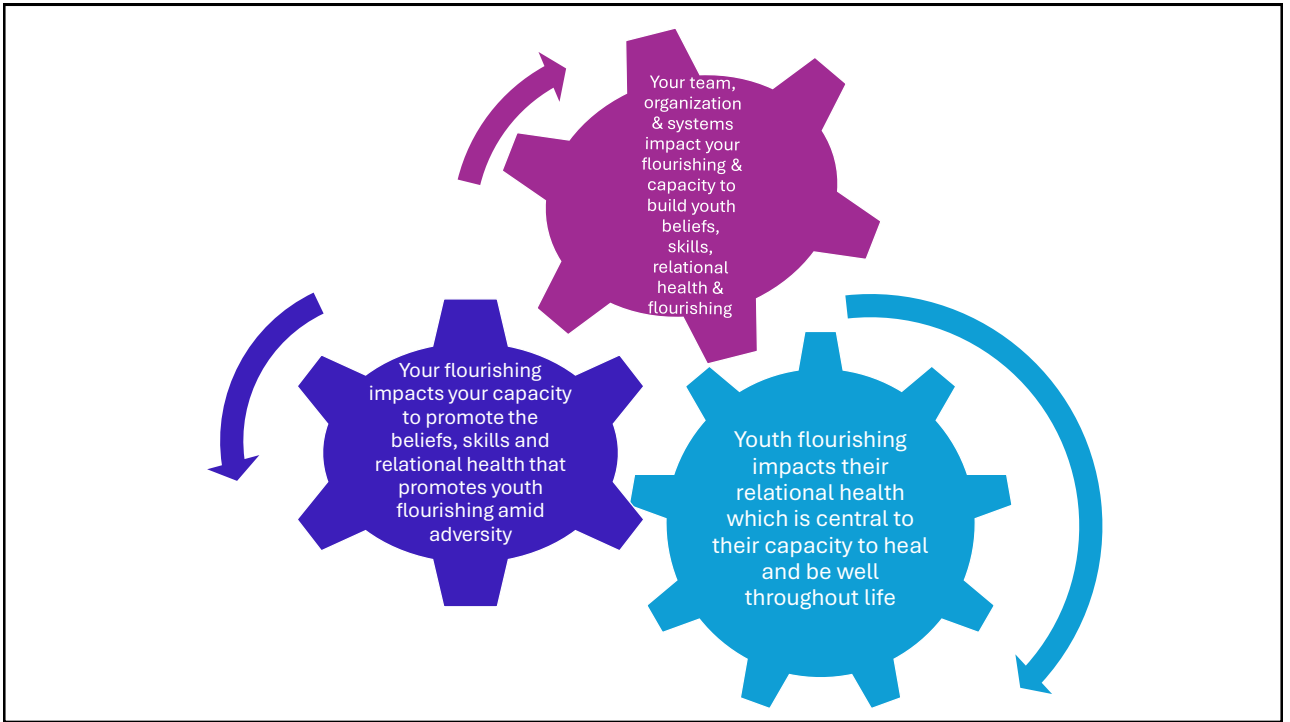 Your team,
organization
& systems
impact your
flourishing &
capacity to
build youth
beliefs,
skills,
relational
health &
flourishing
Your flourishing
impacts your capacity
to promote the
beliefs, skills and
relational health that
promotes youth
flourishing amid
adversity
Youth flourishing
impacts their
relational health
which is central to
their capacity to heal
and be well
throughout life